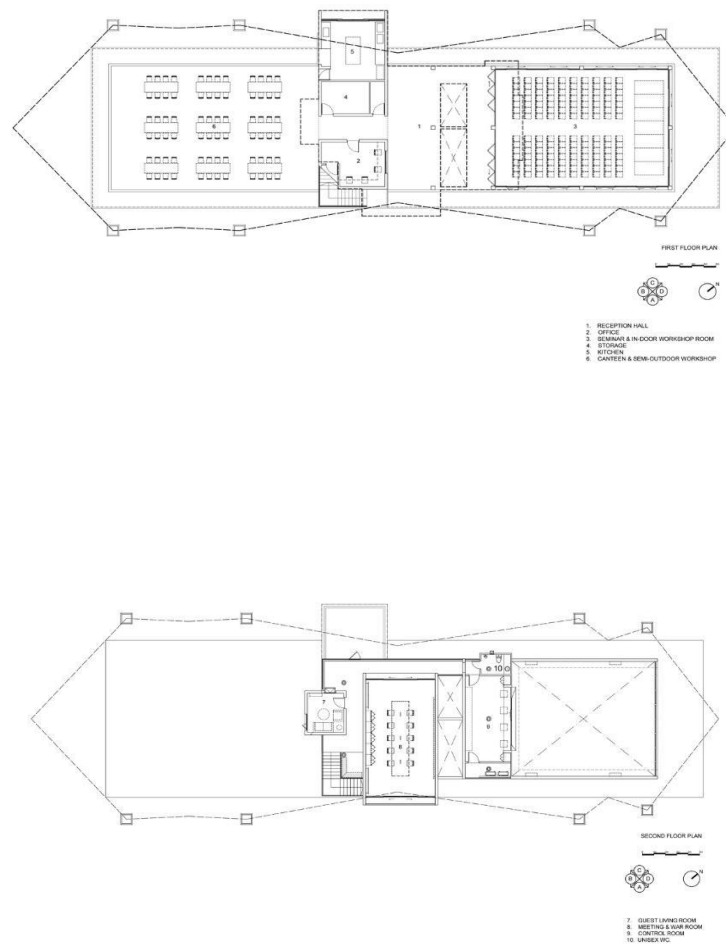 5
4
6
1
3
2
FIRST FLOOR PLAN
C
B D
A
N
1. RECEPTION HALL
2. OFFICE
3. SEMINAR & IN-DOOR WORKSHOP ROOM
4. STORAGE
5. KITCHEN
6. CANTEEN & SEMI-OUTDOOR WORKSHOP
10
7
9
8
SECOND FLOOR PLAN
C
B D
A
N
7. GUEST LIVING ROOM
8. MEETING & WAR ROOM
9. CONTROL ROOM
10. UNISEX WC.